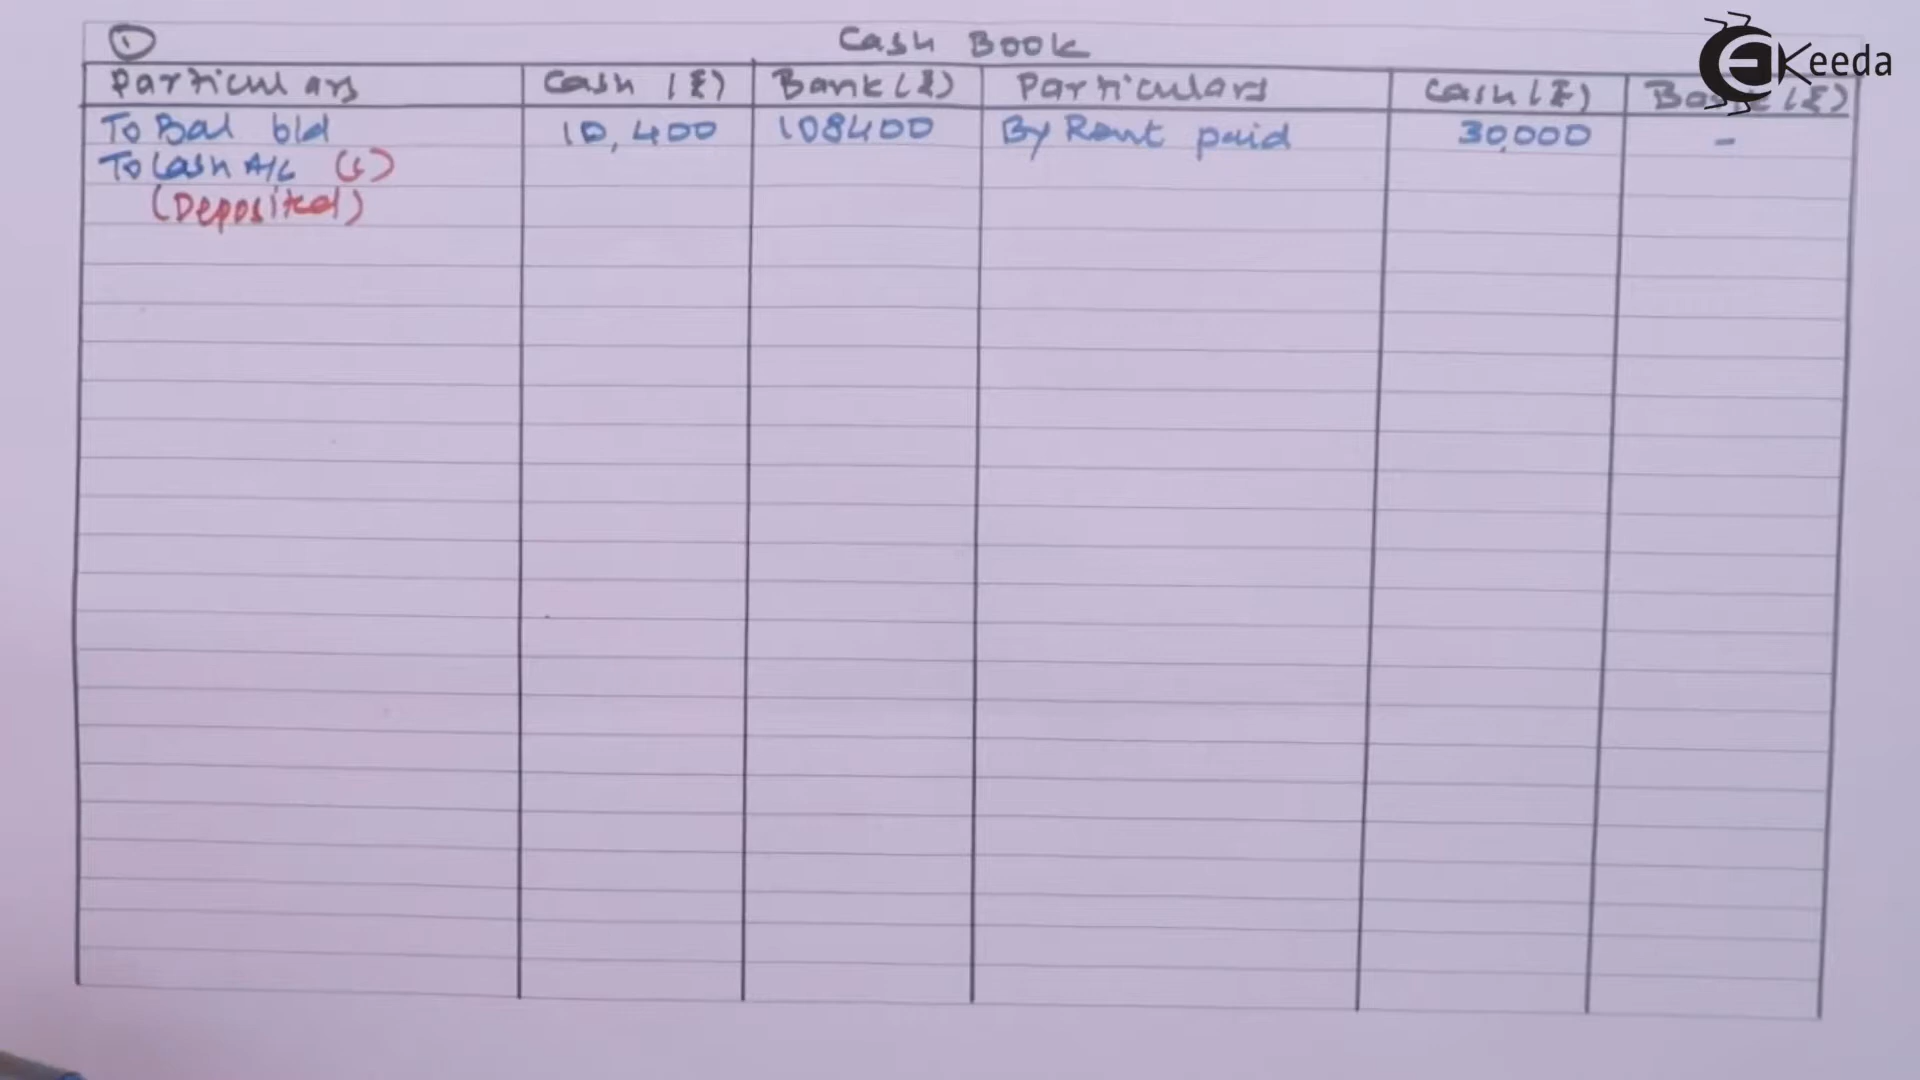 ① Cash Book
EKeeda
Particulars Cash (₹) Bank (₹) Particulars Cash (₹) Bank (₹)
To Bal b/d 10,400 108400 By Rent paid 30,000 -
To Cash A/c (c)
(Deposited)